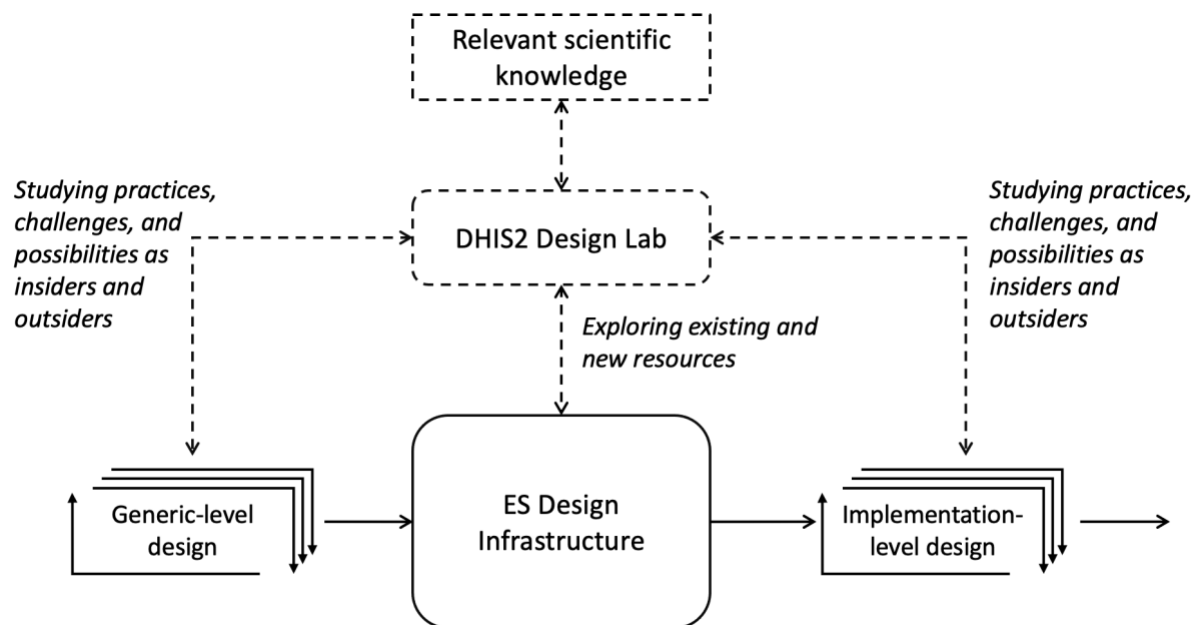 Relevant scientific
knowledge
Studying practices,
challenges, and
possibilities as
insiders and
outsiders
DHIS2 Design Lab
Studying practices,
challenges, and
possibilities as
insiders and
outsiders
Exploring existing and
new resources
Generic-level
design
ES Design
Infrastructure
Implementation-
level design